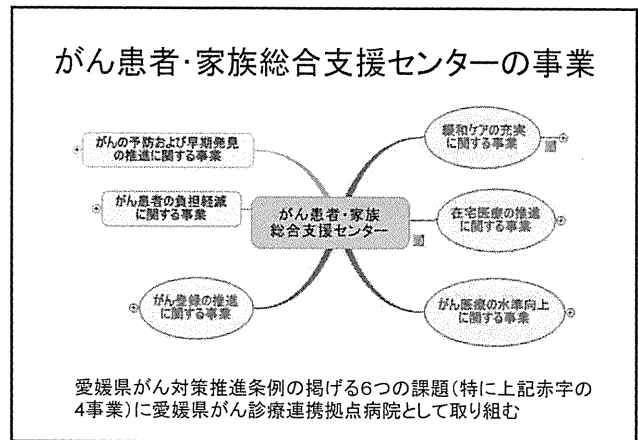 がん患者・家族総合支援センターの事業
がんの予防および早期発見
の推進に関する事業
がん患者の負担軽減
に関する事業
がん登録の推進
に関する事業
がん患者・家族
総合支援センター
緩和ケアの充実
に関する事業
在宅医療の推進
に関する事業
がん医療の水準向上
に関する事業
愛媛県がん対策推進条例の掲げる6つの課題(特に上記赤字の
4事業)に愛媛県がん診療連携拠点病院として取り組む